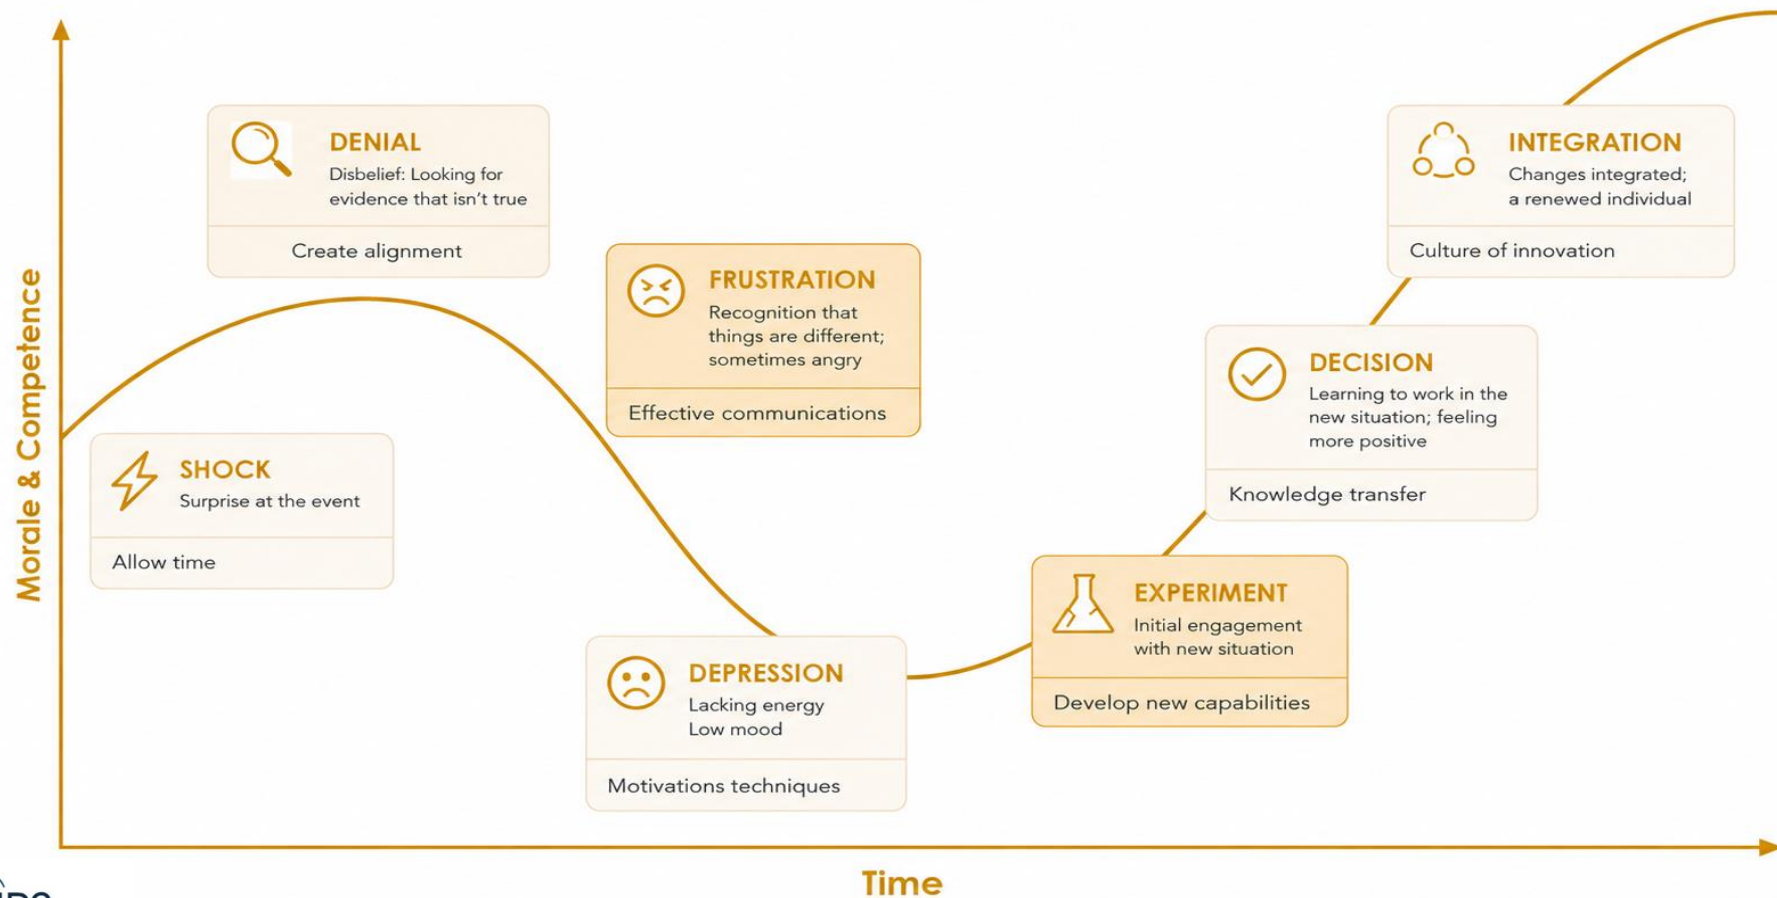 Morale & Competence
DENIAL
Disbelief: Looking for
evidence that isn't true
Create alignment
SHOCK
Surprise at the event
Allow time
FRUSTRATION
Recognition that
things are different;
sometimes angry
Effective communications
DEPRESSION
Lacking energy
Low mood
Motivations techniques
EXPERIMENT
Initial engagement
with new situation
Develop new capabilities
DECISION
Learning to work in the
new situation; feeling
more positive
Knowledge transfer
INTEGRATION
Changes integrated;
a renewed individual
Culture of innovation
Time